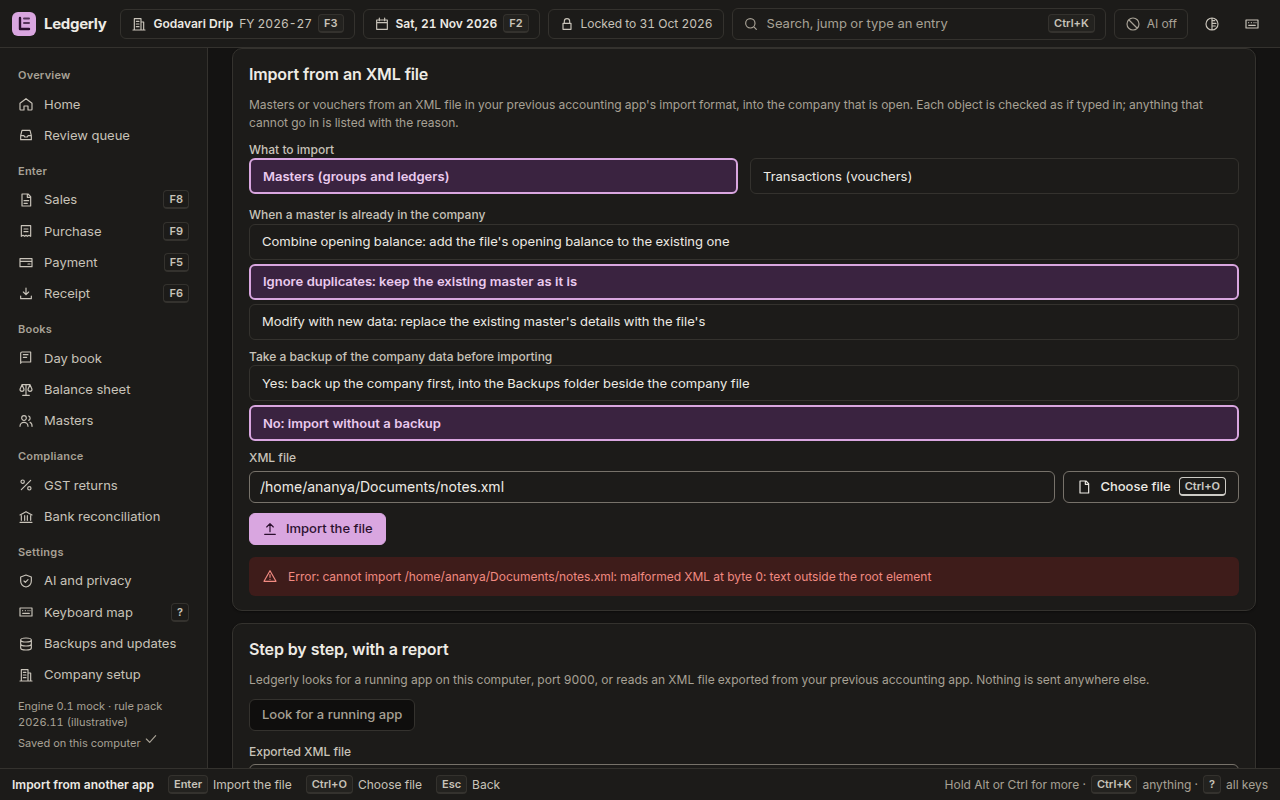 Ledgerly
Godavari Drip FY 2026-27 F3
Sat, 21 Nov 2026 F2
Locked to 31 Oct 2026
Search, jump or type an entry Ctrl+K
AI off
Overview
Home
Review queue
Enter
Sales F8
Purchase F9
Payment F5
Receipt F6
Books
Day book
Balance sheet
Masters
Compliance
GST returns
Bank reconciliation
Settings
AI and privacy
Keyboard map ?
Backups and updates
Company setup
Engine 0.1 mock · rule pack
2026.11 (illustrative)
Saved on this computer
Import from an XML file
Masters or vouchers from an XML file in your previous accounting app's import format, into the company that is open. Each object is checked as if typed in; anything that
cannot go in is listed with the reason.
What to import
Masters (groups and ledgers)
Transactions (vouchers)
When a master is already in the company
Combine opening balance: add the file's opening balance to the existing one
Ignore duplicates: keep the existing master as it is
Modify with new data: replace the existing master's details with the file's
Take a backup of the company data before importing
Yes: back up the company first, into the Backups folder beside the company file
No: import without a backup
XML file
/home/ananya/Documents/notes.xml
Choose file Ctrl+O
Import the file
Error: cannot import /home/ananya/Documents/notes.xml: malformed XML at byte 0: text outside the root element
Step by step, with a report
Ledgerly looks for a running app on this computer, port 9000, or reads an XML file exported from your previous accounting app. Nothing is sent anywhere else.
Look for a running app
Exported XML file
Import from another app Enter Import the file Ctrl+O Choose file Esc Back
Hold Alt or Ctrl for more · Ctrl+K anything · ? all keys